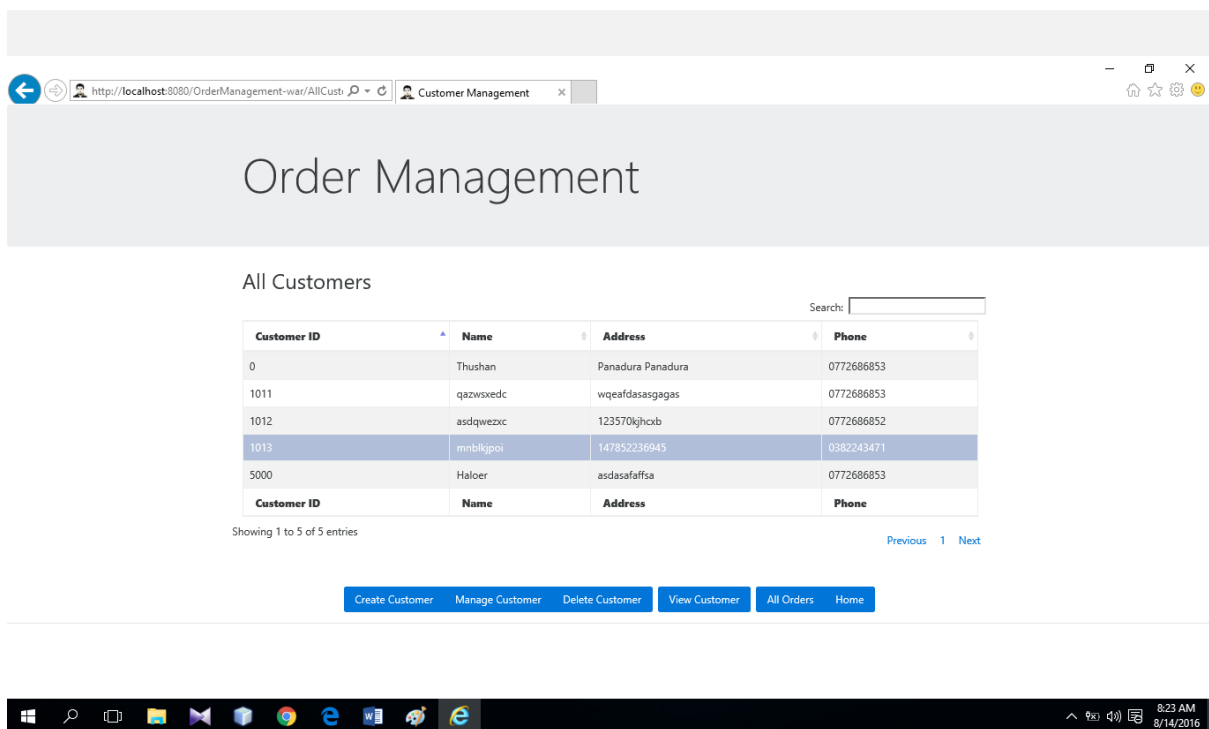 http://localhost:8080/OrderManagement-war/AllCust
Customer Management
Order Management
All Customers
Search:
Customer ID Name Address Phone
0 Thushan Panadura Panadura 0772686853
1011 qazwsxedc wqeafdasasgagas 0772686853
1012 asdqwezxc 123570kjhcxb 0772686852
1013 mnblkjpoi 147852236945 0382243471
5000 Haloer asdasafaffsa 0772686853
Customer ID Name Address Phone
Showing 1 to 5 of 5 entries
Previous 1 Next
Create Customer Manage Customer Delete Customer View Customer All Orders Home
8:23 AM
8/14/2016